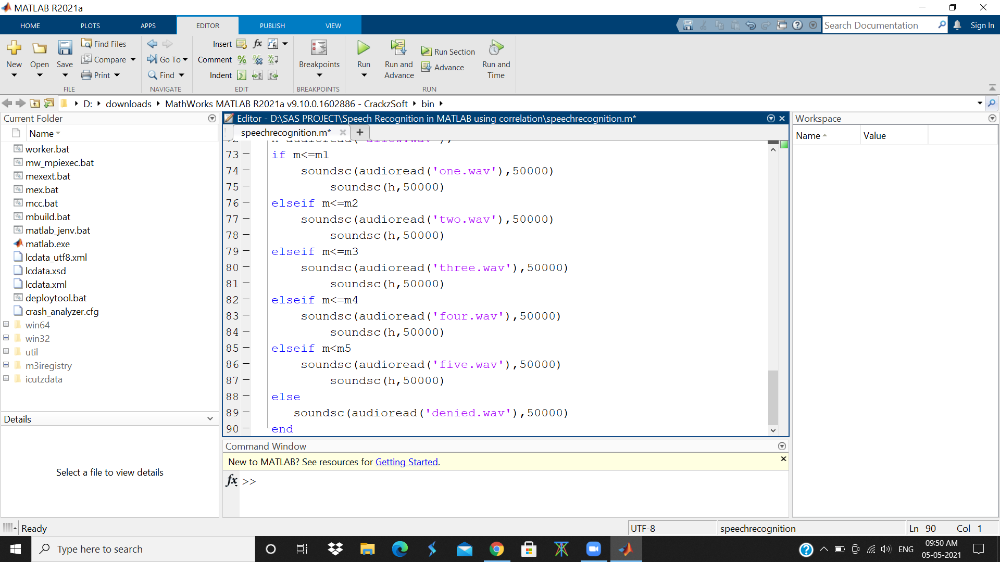 MATLAB R2021a
HOME PLOTS APPS EDITOR PUBLISH VIEW
Search Documentation
Sign In
New
Open
Save
Find Files
Compare
Print
FILE
Go To
Find
NAVIGATE
Insert
Comment
Indent
EDIT
Breakpoints
BREAKPOINTS
Run
Run and Advance
Run Section
Advance
Run and Time
RUN
D: downloads MathWorks MATLAB R2021a v9.10.0.1602886 - CrackzSoft bin
Current Folder
Name
worker.bat
mw_mpiexec.bat
mexext.bat
mex.bat
mcc.bat
mbuild.bat
matlab_jenv.bat
matlab.exe
lcdata_utf8.xml
lcdata.xsd
lcdata.xml
deploytool.bat
crash_analyzer.cfg
win64
win32
util
m3iregistry
icutzdata
Details
Select a file to view details
Editor - D:\SAS PROJECT\Speech Recognition in MATLAB using correlation\speechrecognition.m*
speechrecognition.m*
73 if m<=m1
74 soundsc(audioread('one.wav'),50000)
75 soundsc(h,50000)
76 elseif m<=m2
77 soundsc(audioread('two.wav'),50000)
78 soundsc(h,50000)
79 elseif m<=m3
80 soundsc(audioread('three.wav'),50000)
81 soundsc(h,50000)
82 elseif m<=m4
83 soundsc(audioread('four.wav'),50000)
84 soundsc(h,50000)
85 elseif m<m5
86 soundsc(audioread('five.wav'),50000)
87 soundsc(h,50000)
88 else
89 soundsc(audioread('denied.wav'),50000)
90 end
Command Window
New to MATLAB? See resources for Getting Started.
fx >>
Workspace
Name Value
Ready
UTF-8
speechrecognition
Ln 90 Col 1
Type here to search
ENG
09:50 AM
05-05-2021